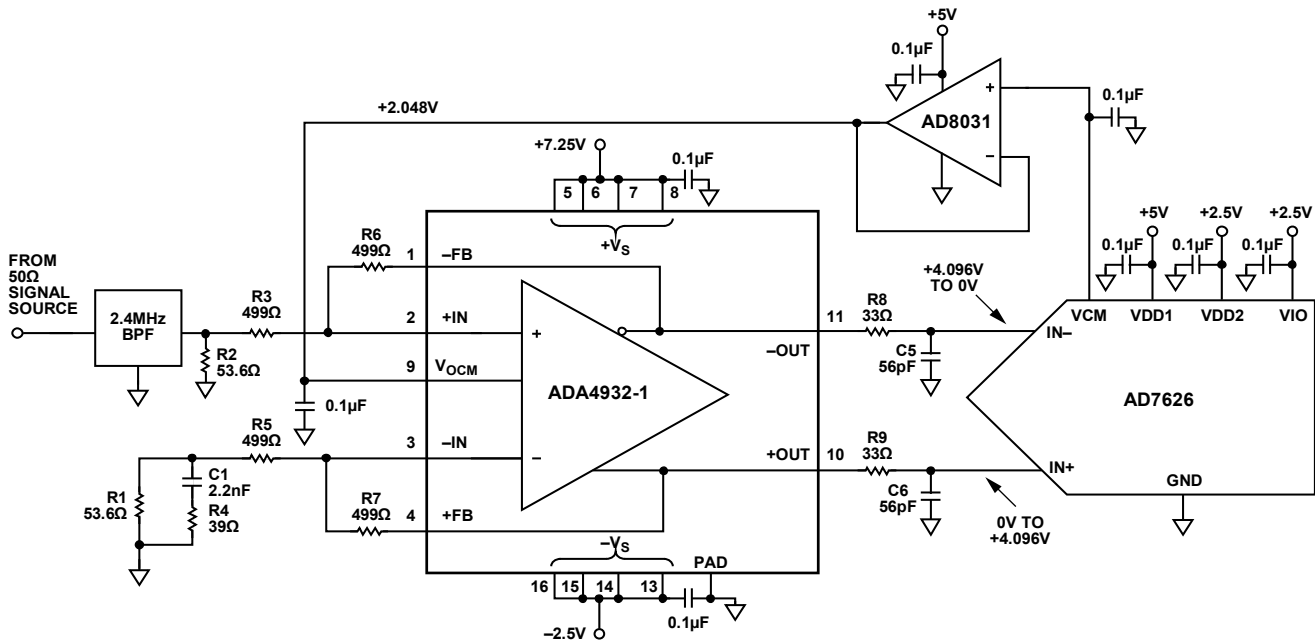 +5V
0.1µF
+
AD8031
−
0.1µF
+2.048V
+7.25V
0.1µF
5 6 7 8
+VS
+5V
+2.5V
+2.5V
0.1µF
0.1µF
0.1µF
VCM
VDD1
VDD2
VIO
FROM
50Ω
SIGNAL
SOURCE
2.4MHz
BPF
R2
53.6Ω
R3
499Ω
R6
499Ω
1
–FB
2
+IN
9
VOCM
0.1µF
3
–IN
4
+FB
R5
499Ω
R7
499Ω
C1
2.2nF
R4
39Ω
R1
53.6Ω
+
ADA4932-1
–
11
–OUT
+OUT
10
R8
33Ω
C5
56pF
R9
33Ω
C6
56pF
+4.096V
TO 0V
IN–
AD7626
IN+
GND
0V TO
+4.096V
–VS
PAD
16 15 14 13
0.1µF
–2.5V